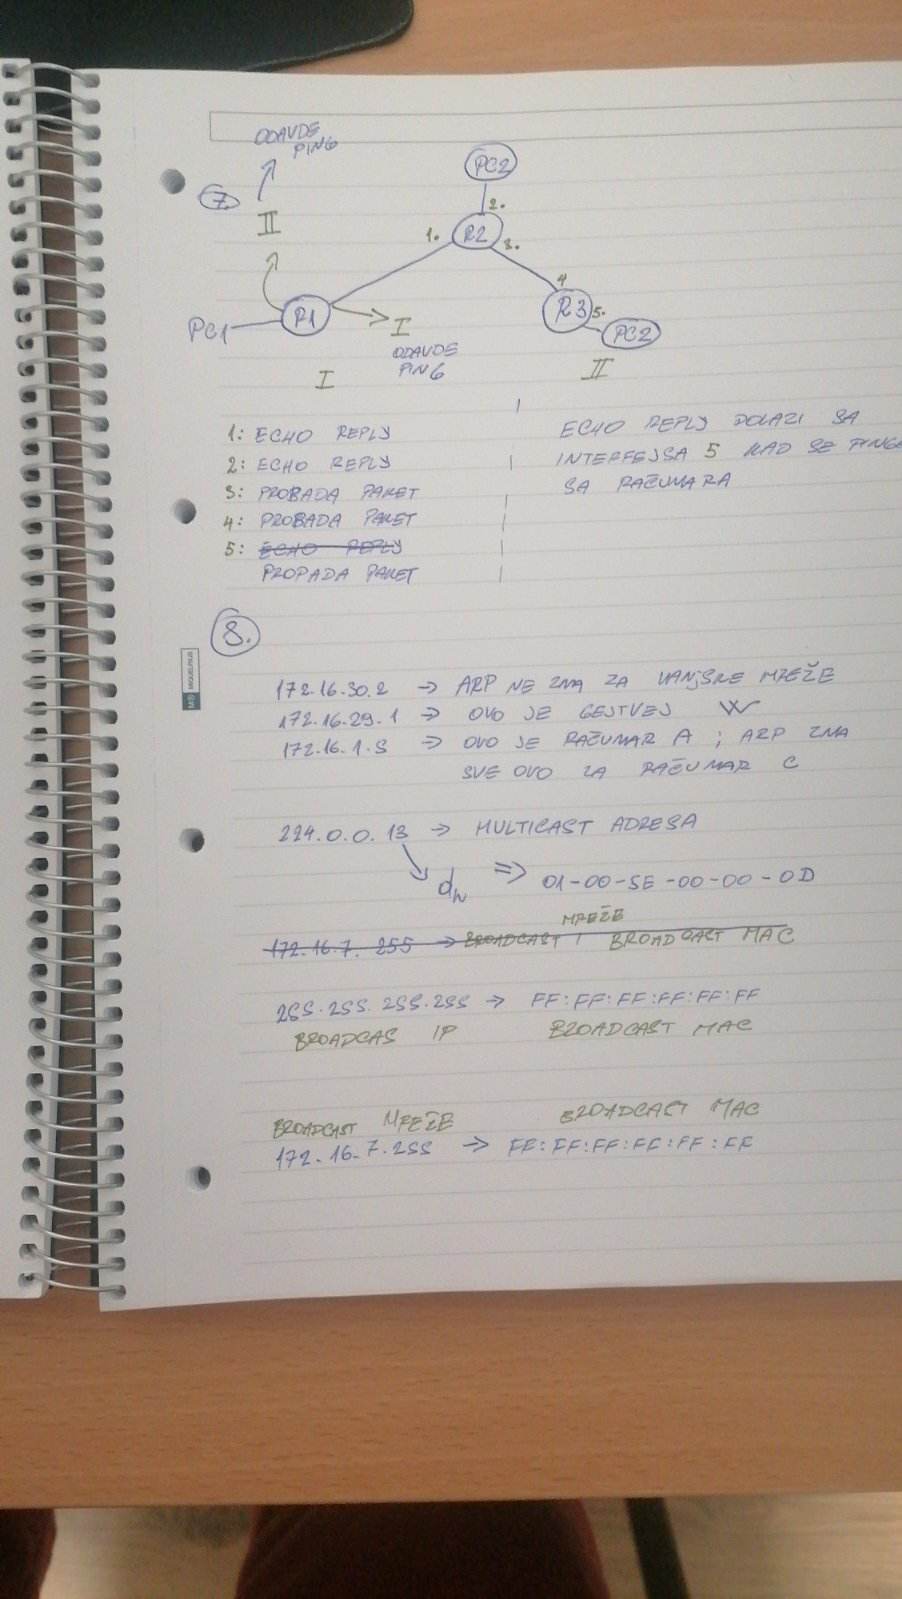 ODAVDE
PING
7.
II
PC2
2.
1.
R2
3.
4
PC1
R1
I
ODAVDE
PING
R3
5.
PC2
I
II
1: ECHO REPLY
2: ECHO REPLY
3: PROBADA PAKET
4: PROBADA PAKET
5: ECHO REPLY
PROPADA PAKET
ECHO REPLY DOLAZI SA
INTERFEJSA 5 KAD SE PING
SA RAČUNARA
8.
172.16.30.2 → ARP NE ZNA ZA VANJSKE MREŽE
172.16.29.1 → OVO JE GEJTVEJ W
172.16.1.5 → OVO JE RAČUNAR A ; ARP ZNA
SVE OVO ZA RAČUNAR C
224.0.0.13 → MULTICAST ADRESA
⇒ 01-00-5E-00-00-0D
MREŽE
172.16.7.255 → BROADCAST | BROADCAST MAC
255.255.255.255 → FF:FF:FF:FF:FF:FF
BROADCAS IP BROADCAST MAC
BROADCAST MREŽE BROADCAST MAC
172.16.7.255 → FF:FF:FF:FF:FF:FF